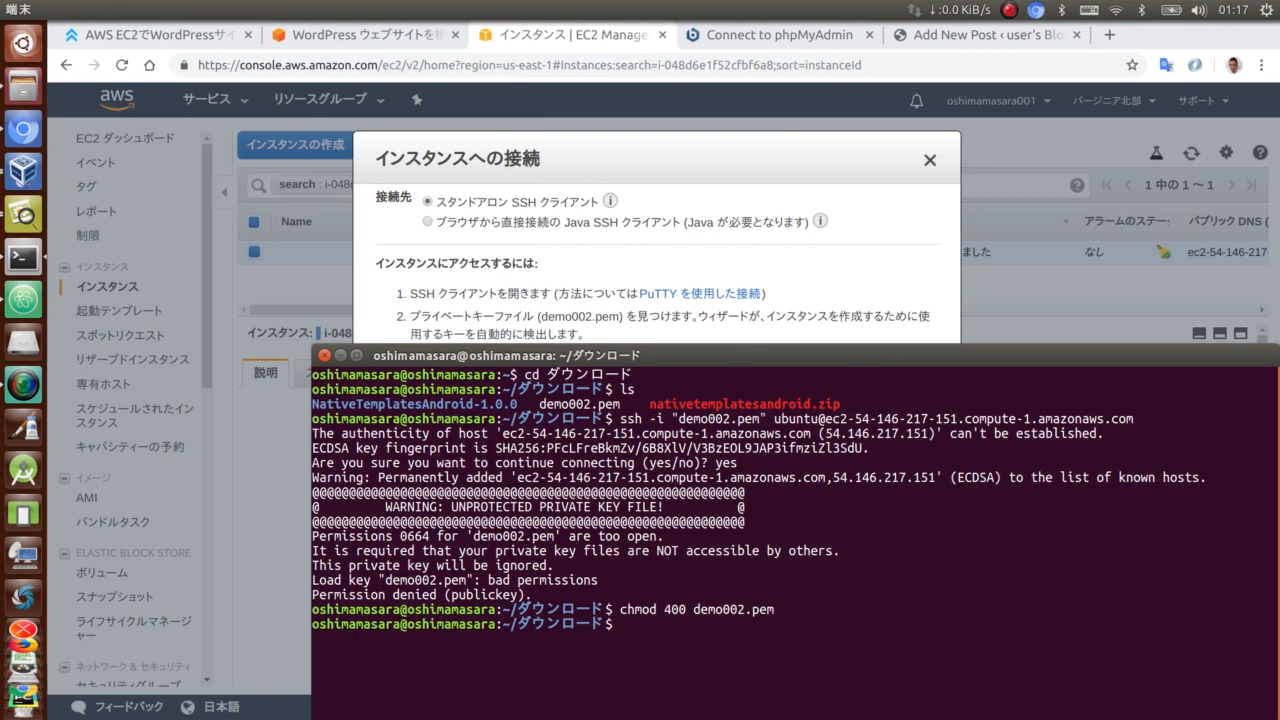 端末
↓:0.0 KiB/s
01:17
AWS EC2でWordPressサイ
WordPress ウェブサイトを構
インスタンス | EC2 Manage
Connect to phpMyAdmin
Add New Post ‹ user's Blo
https://console.aws.amazon.com/ec2/v2/home?region=us-east-1#Instances:search=i-048d6e1f52cfbf6a8;sort=instanceId
aws
サービス
リソースグループ
oshimamasara001
バージニア北部
サポート
EC2 ダッシュボード
イベント
タグ
レポート
制限
インスタンス
インスタンス
起動テンプレート
スポットリクエスト
リザーブドインスタンス
専有ホスト
スケジュールされたインスタンス
キャパシティーの予約
イメージ
AMI
バンドルタスク
ELASTIC BLOCK STORE
ボリューム
スナップショット
ライフサイクルマネージャー
ネットワーク & セキュリティ
セキュリティグループ
インスタンスの作成
search : i-048
1 中の 1 ～ 1
Name
アラームのステー
パブリック DNS (
ました
なし
ec2-54-146-217-
インスタンス: i-048
説明
インスタンスへの接続
接続先
スタンドアロン SSH クライアント
ブラウザから直接接続の Java SSH クライアント (Java が必要となります)
インスタンスにアクセスするには:
1. SSH クライアントを開きます (方法についてはPuTTY を使用した接続)
2. プライベートキーファイル (demo002.pem) を見つけます。ウィザードが、インスタンスを作成するために使
用するキーを自動的に検出します。
oshimamasara@oshimamasara: ~/ダウンロード
oshimamasara@oshimamasara:~$ cd ダウンロード
oshimamasara@oshimamasara:~/ダウンロード$ ls
NativeTemplatesAndroid-1.0.0 demo002.pem nativetemplatesandroid.zip
oshimamasara@oshimamasara:~/ダウンロード$ ssh -i "demo002.pem" ubuntu@ec2-54-146-217-151.compute-1.amazonaws.com
The authenticity of host 'ec2-54-146-217-151.compute-1.amazonaws.com (54.146.217.151)' can't be established.
ECDSA key fingerprint is SHA256:PFcLFreBkmZv/6B8XlV/V3BzEOL9JAP3ifmziZl3SdU.
Are you sure you want to continue connecting (yes/no)? yes
Warning: Permanently added 'ec2-54-146-217-151.compute-1.amazonaws.com,54.146.217.151' (ECDSA) to the list of known hosts.
@@@@@@@@@@@@@@@@@@@@@@@@@@@@@@@@@@@@@@@@@@@@@@@@@@@@@@@@@@@
@ WARNING: UNPROTECTED PRIVATE KEY FILE! @
@@@@@@@@@@@@@@@@@@@@@@@@@@@@@@@@@@@@@@@@@@@@@@@@@@@@@@@@@@@
Permissions 0664 for 'demo002.pem' are too open.
It is required that your private key files are NOT accessible by others.
This private key will be ignored.
Load key "demo002.pem": bad permissions
Permission denied (publickey).
oshimamasara@oshimamasara:~/ダウンロード$ chmod 400 demo002.pem
oshimamasara@oshimamasara:~/ダウンロード$
フィードバック
日本語